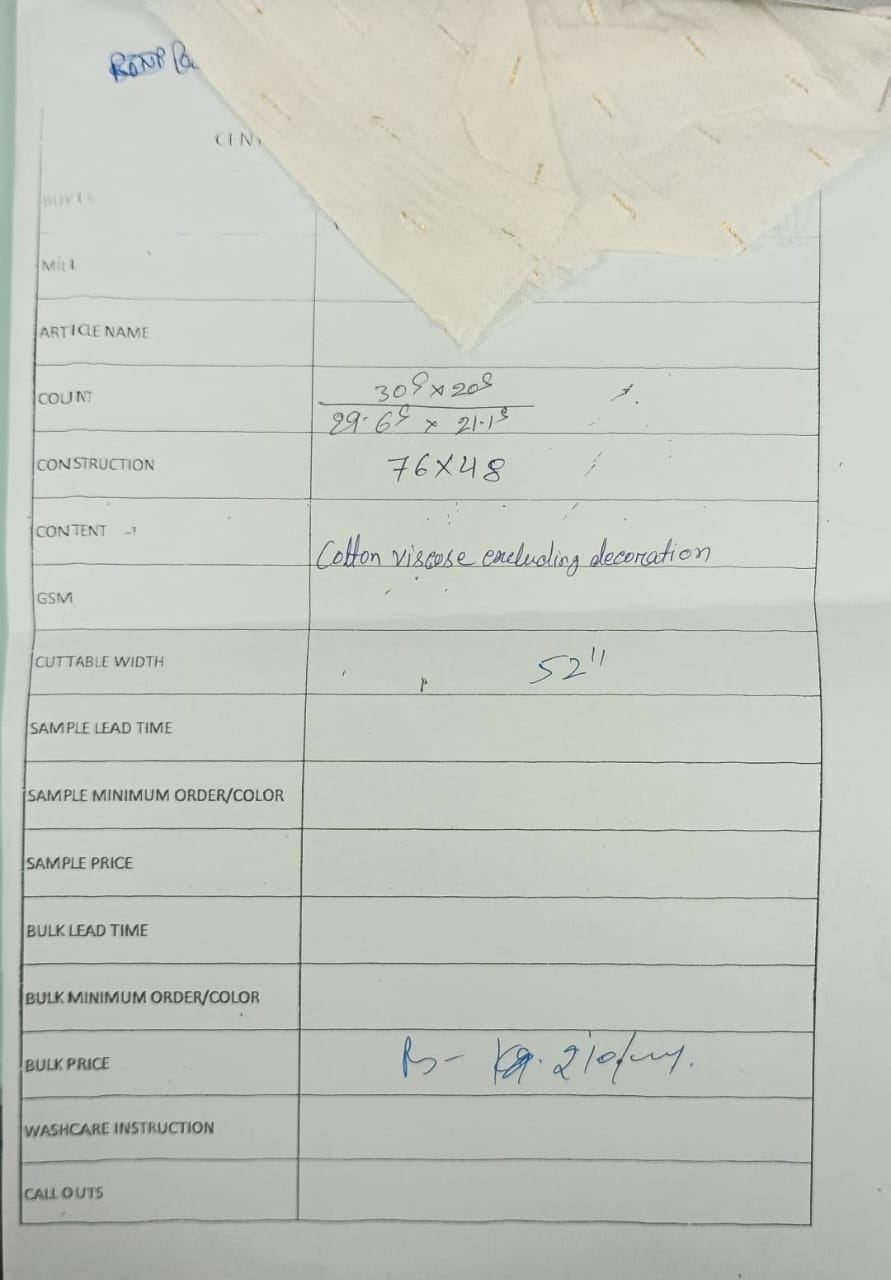 MILL
ARTICLE NAME
COUNT 30s x 20s
29.6s x 21.1s
CONSTRUCTION 76X48
CONTENT
Cotton viscose excluding decoration
GSM
CUTTABLE WIDTH 52"
SAMPLE LEAD TIME
SAMPLE MINIMUM ORDER/COLOR
SAMPLE PRICE
BULK LEAD TIME
BULK MINIMUM ORDER/COLOR
BULK PRICE
WASHCARE INSTRUCTION
CALL OUTS